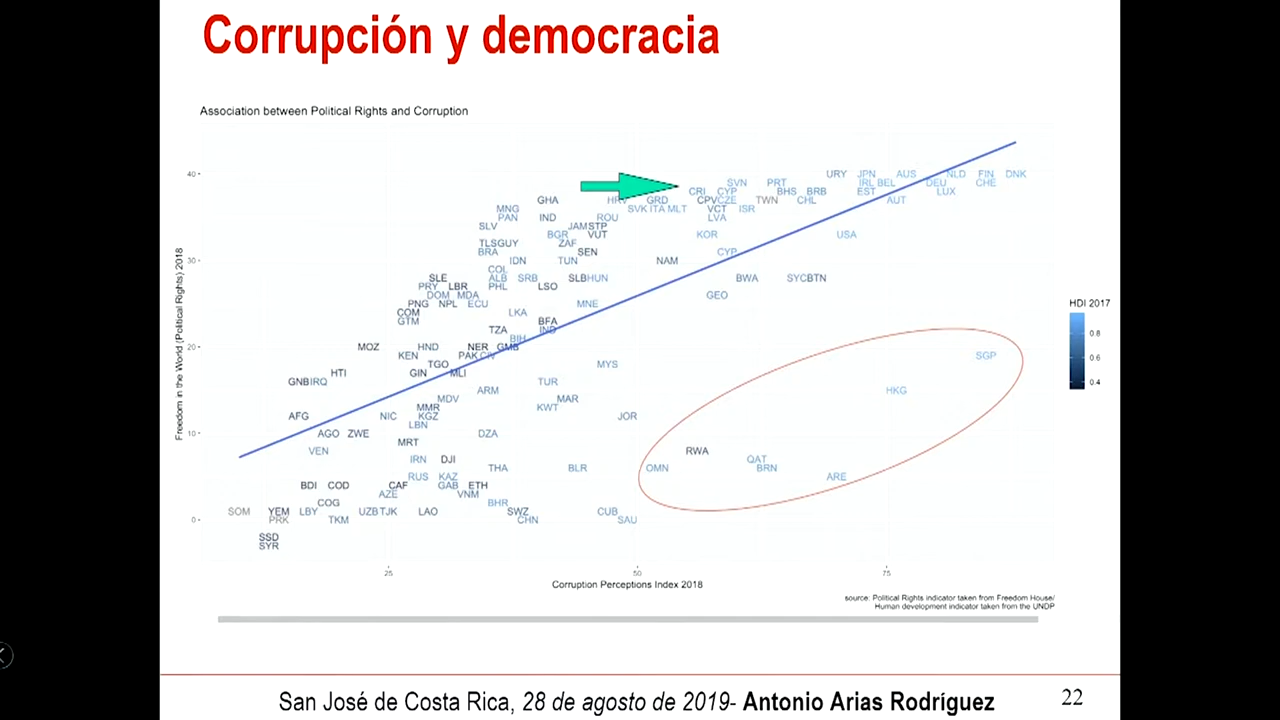 Corrupción y democracia
Association between Political Rights and Corruption
Freedom in the World (Political Rights) 2018
40
30
20
10
0
URY JPN AUS NLD FIN DNK
SVN PRT IRL BEL DEU CHE
CRI CYP BHS BRB EST LUX
GHA HRV GRD CPV CZE TWN CHL AUT
MNG SVK ITA MLT VCT ISR
PAN IND ROU LVA
SLV JAM STP
BGR VUT KOR USA
TLS GUY ZAF
BRA SEN CYP
IDN TUN NAM
COL
SLE ALB SRB SLB HUN BWA SYC BTN
PRY LBR PHL LSO
DOM MDA GEO
PNG NPL ECU MNE
COM LKA
GTM BFA
TZA IND
BIH
MOZ HND NER GMB
KEN PAK CIV SGP
TGO MYS
HTI GIN MLI
GNB IRQ TUR
ARM HKG
MDV MAR
MMR KWT
AFG NIC KGZ JOR
LBN
AGO ZWE DZA
MRT
VEN RWA
IRN DJI QAT
THA BLR OMN BRN
RUS KAZ ARE
BDI COD CAF GAB ETH
AZE VNM
COG BHR
SOM YEM LBY UZB TJK LAO SWZ CUB
PRK TKM CHN SAU
SSD
SYR
25 50 75
Corruption Perceptions Index 2018
HDI 2017
0.8
0.6
0.4
source: Political Rights indicator taken from Freedom House/
Human development indicator taken from the UNDP
San José de Costa Rica, 28 de agosto de 2019- Antonio Arias Rodríguez
22